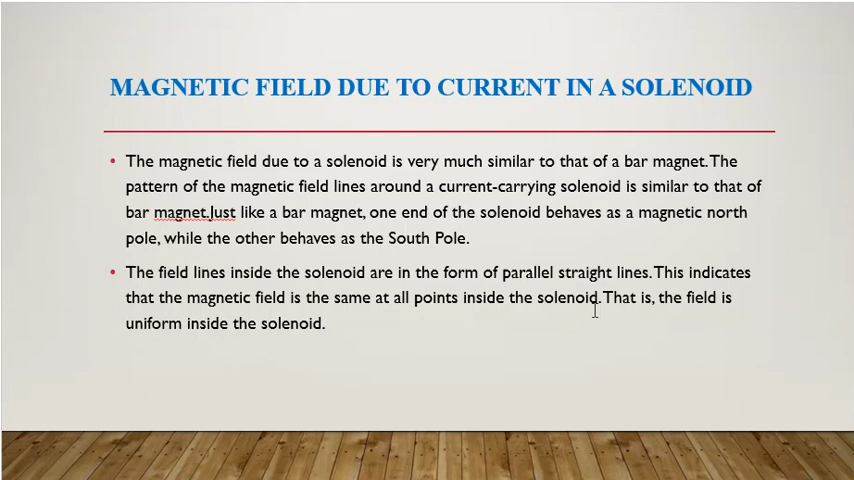 MAGNETIC FIELD DUE TO CURRENT IN A SOLENOID
• The magnetic field due to a solenoid is very much similar to that of a bar magnet.The
pattern of the magnetic field lines around a current-carrying solenoid is similar to that of
bar magnet.Just like a bar magnet, one end of the solenoid behaves as a magnetic north
pole, while the other behaves as the South Pole.
• The field lines inside the solenoid are in the form of parallel straight lines.This indicates
that the magnetic field is the same at all points inside the solenoid.That is, the field is
uniform inside the solenoid.